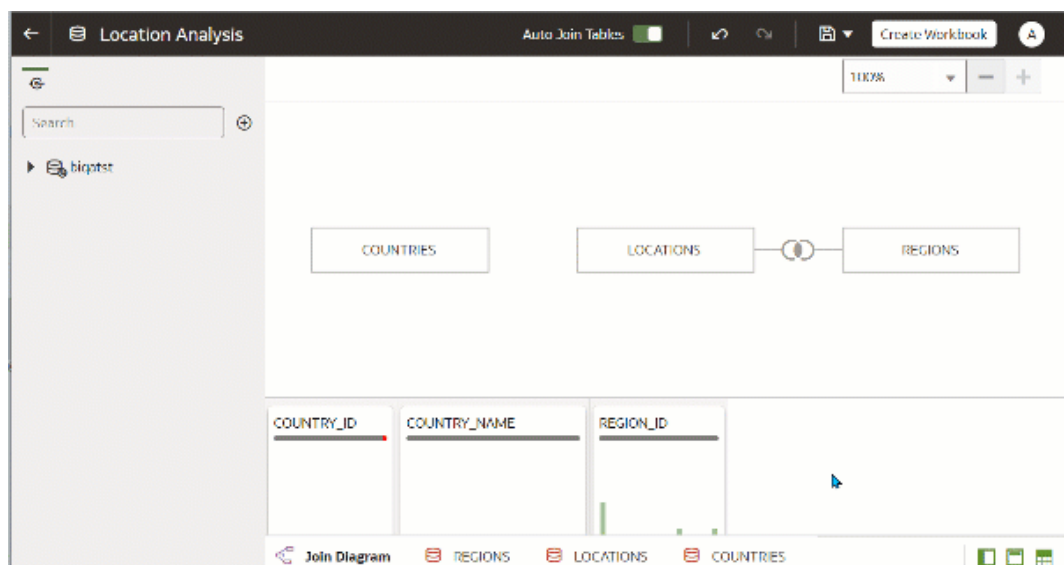 Location Analysis
Auto Join Tables
Create Workbook
A
100%
Search
COUNTRIES
LOCATIONS
REGIONS
COUNTRY_ID
COUNTRY_NAME
REGION_ID
Join Diagram
REGIONS
LOCATIONS
COUNTRIES